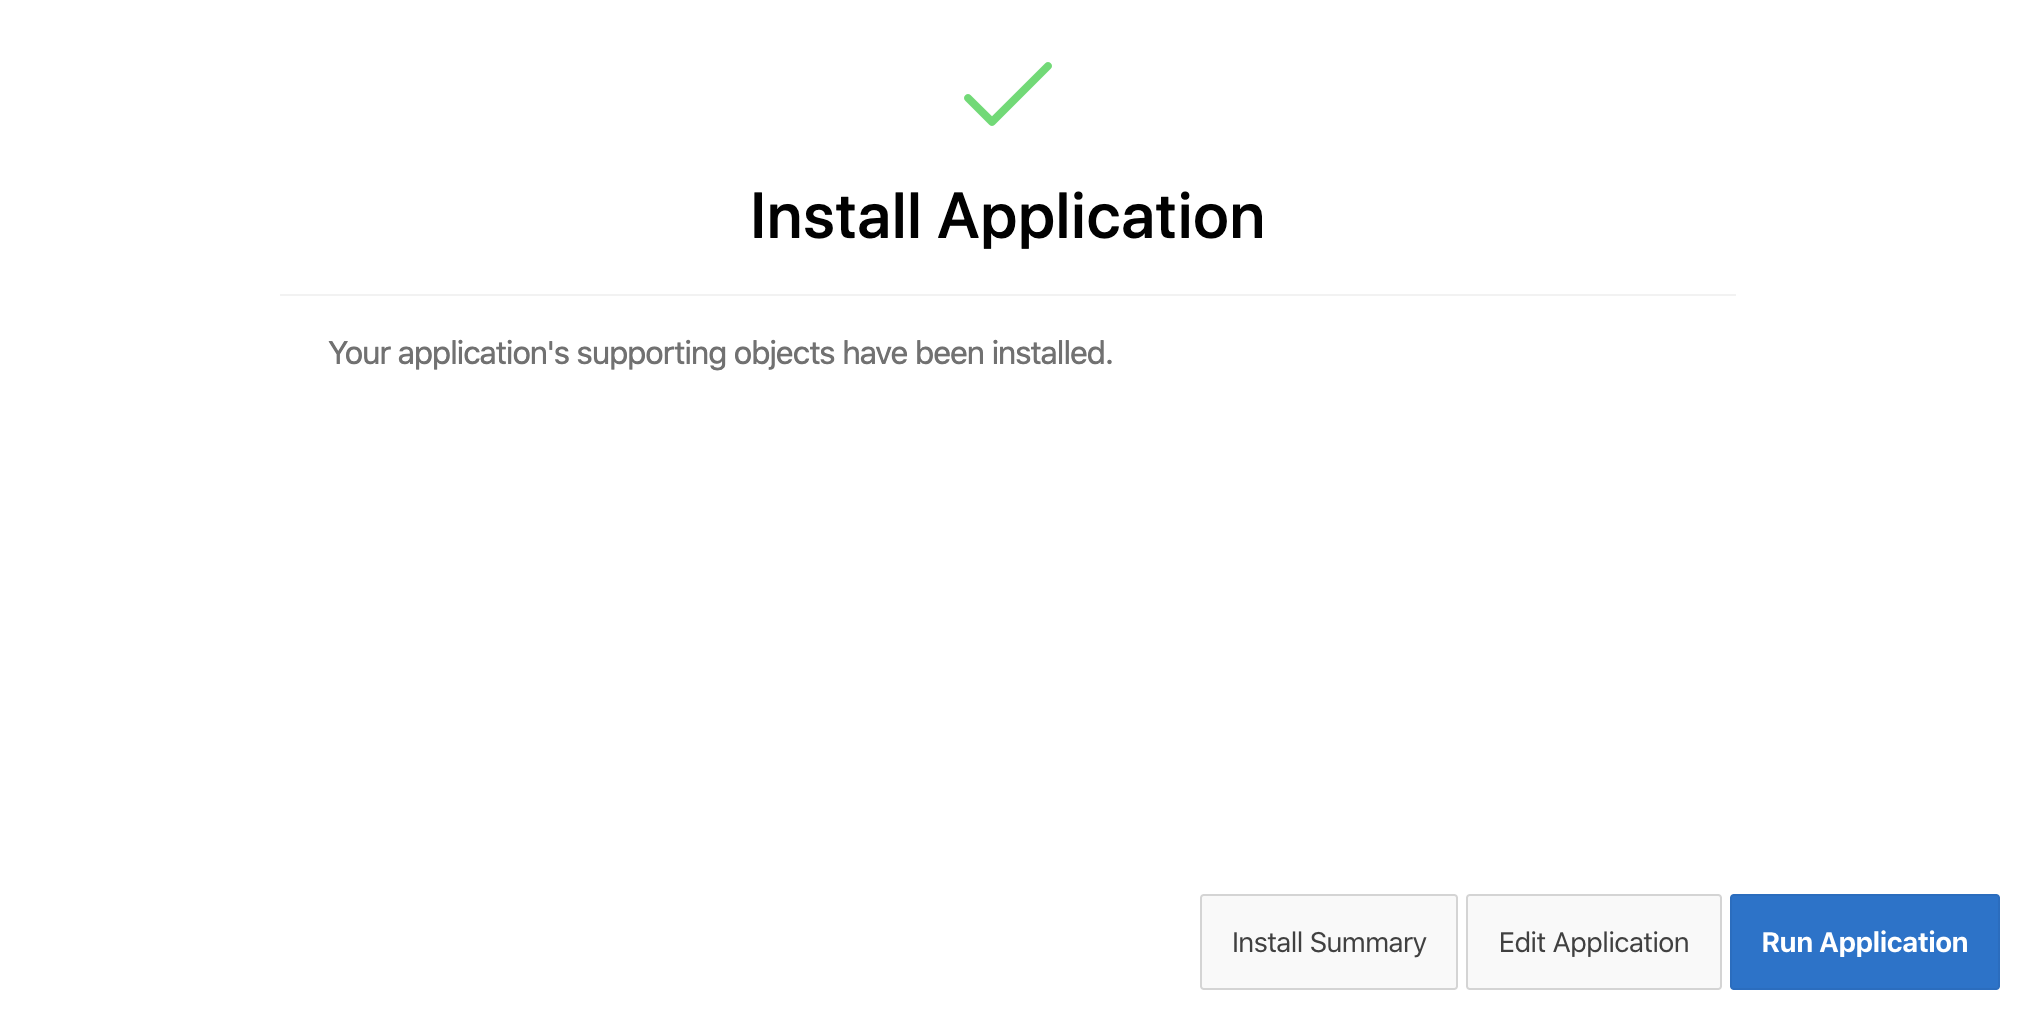 Install Application
Your application's supporting objects have been installed.
Install Summary
Edit Application
Run Application